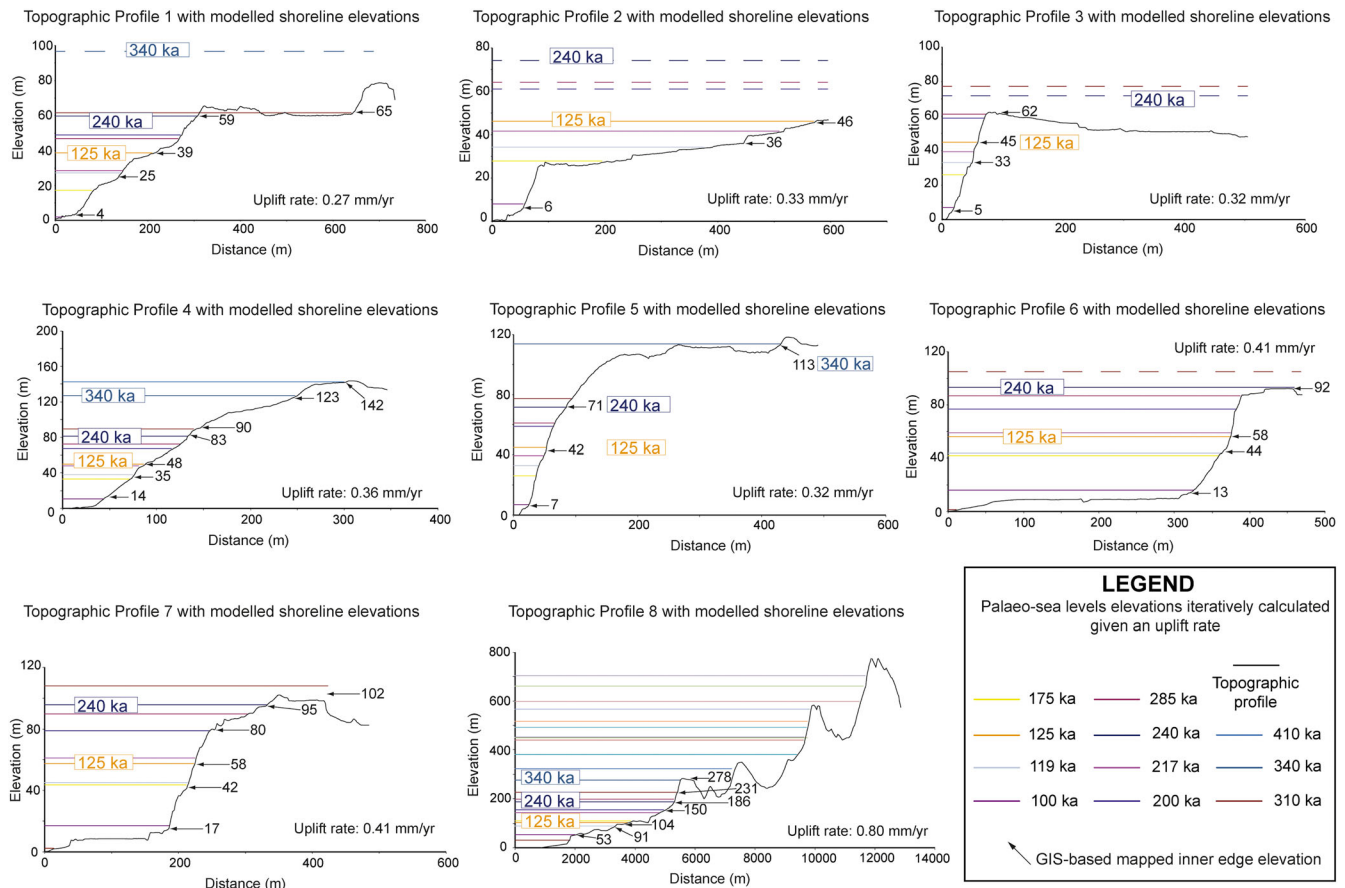 Topographic Profile 1 with modelled shoreline elevations
100
80
60
40
20
0
Elevation (m)
340 ka
240 ka
125 ka
59
65
39
25
4
Uplift rate: 0.27 mm/yr
0
200
400
600
800
Distance (m)
Topographic Profile 2 with modelled shoreline elevations
80
60
40
20
0
Elevation (m)
240 ka
125 ka
46
36
6
Uplift rate: 0.33 mm/yr
0
200
400
600
700
Distance (m)
Topographic Profile 3 with modelled shoreline elevations
100
80
60
40
20
0
Elevation (m)
240 ka
62
45
125 ka
33
5
Uplift rate: 0.32 mm/yr
0
200
400
600
Distance (m)
Topographic Profile 4 with modelled shoreline elevations
200
160
120
80
40
0
Elevation (m)
340 ka
240 ka
125 ka
123
142
90
83
48
35
14
Uplift rate: 0.36 mm/yr
0
100
200
300
400
Distance (m)
Topographic Profile 5 with modelled shoreline elevations
120
80
40
0
Elevation (m)
113
340 ka
71
240 ka
42
125 ka
7
Uplift rate: 0.32 mm/yr
0
200
400
600
Distance (m)
Topographic Profile 6 with modelled shoreline elevations
Uplift rate: 0.41 mm/yr
120
80
40
0
Elevation (m)
240 ka
92
125 ka
58
44
13
0
100
200
300
400
500
Distance (m)
Topographic Profile 7 with modelled shoreline elevations
120
80
40
0
Elevation (m)
102
240 ka
95
80
125 ka
58
42
17
Uplift rate: 0.41 mm/yr
0
200
400
600
Distance (m)
Topographic Profile 8 with modelled shoreline elevations
800
600
400
200
0
Elevation (m)
340 ka
240 ka
125 ka
278
231
186
150
104
91
53
Uplift rate: 0.80 mm/yr
0
2000
4000
6000
8000
10000
12000
14000
Distance (m)
LEGEND
Palaeo-sea levels elevations iteratively calculated
given an uplift rate
175 ka
285 ka
Topographic
profile
125 ka
240 ka
410 ka
119 ka
217 ka
340 ka
100 ka
200 ka
310 ka
GIS-based mapped inner edge elevation